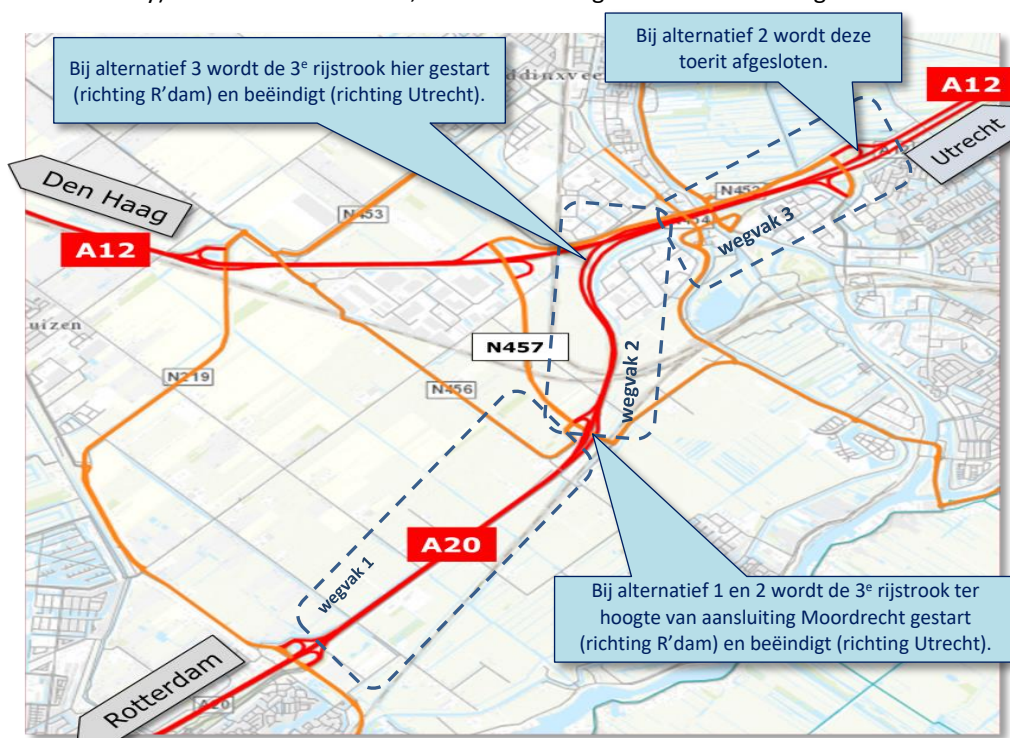 Bij alternatief 2 wordt deze
toerit afgesloten.
Bij alternatief 3 wordt de 3e rijstrook hier gestart
(richting R'dam) en beëindigt (richting Utrecht).
A12
Utrecht
Den Haag
N453
A12
wegvak 3
uizen
N457
N219
N456
wegvak 2
A20
wegvak 1
Bij alternatief 1 en 2 wordt de 3e rijstrook ter
hoogte van aansluiting Moordrecht gestart
(richting R'dam) en beëindigt (richting Utrecht).
Rotterdam
A20